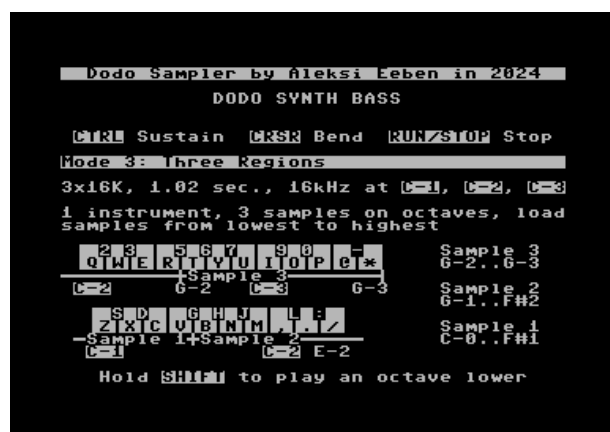 Dodo Sampler by Aleksi Eeben in 2024
DODO SYNTH BASS
CTRL Sustain CRSR Bend RUN/STOP Stop
Mode 3: Three Regions
3x16K, 1.02 sec., 16kHz at C-1, C-2, C-3
1 instrument, 3 samples on octaves, load
samples from lowest to highest
2 3 5 6 7 9 0 -
Q W E R T Y U I O P @ *
Sample 3
C-2 G-2 C-3 G-3
Sample 3
G-2..G-3
Sample 2
G-1..F#2
S D G H J L :
Z X C V B N M , . /
Sample 1+Sample 2
C-1 C-2 E-2
Sample 1
C-0..F#1
Hold SHIFT to play an octave lower